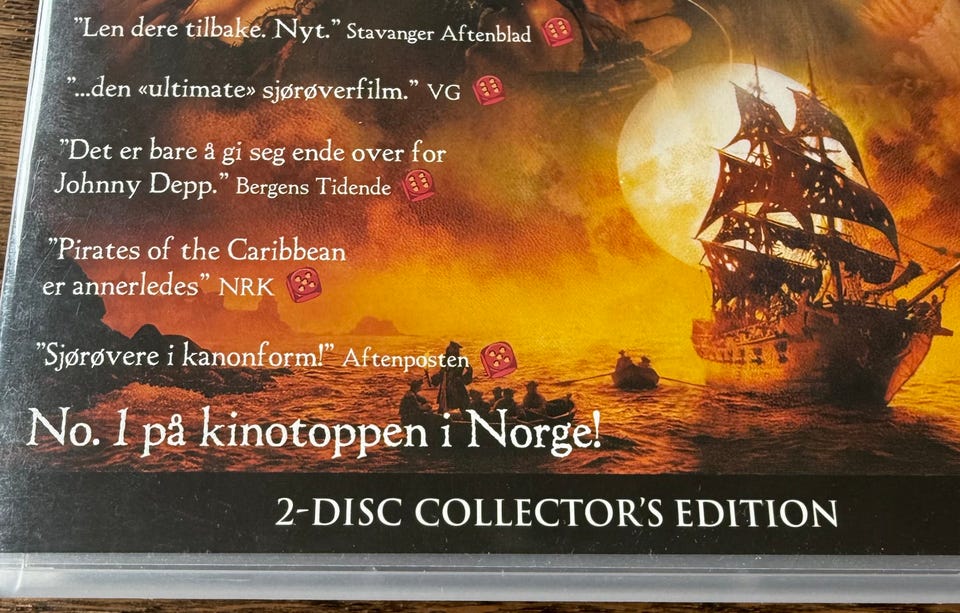 ”Len dere tilbake. Nyt.” Stavanger Aftenblad
”...den «ultimate» sjørøverfilm.” VG
”Det er bare å gi seg ende over for
Johnny Depp.” Bergens Tidende
”Pirates of the Caribbean
er annerledes” NRK
”Sjørøvere i kanonform!” Aftenposten
No. 1 på kinotoppen i Norge!
2-DISC COLLECTOR'S EDITION